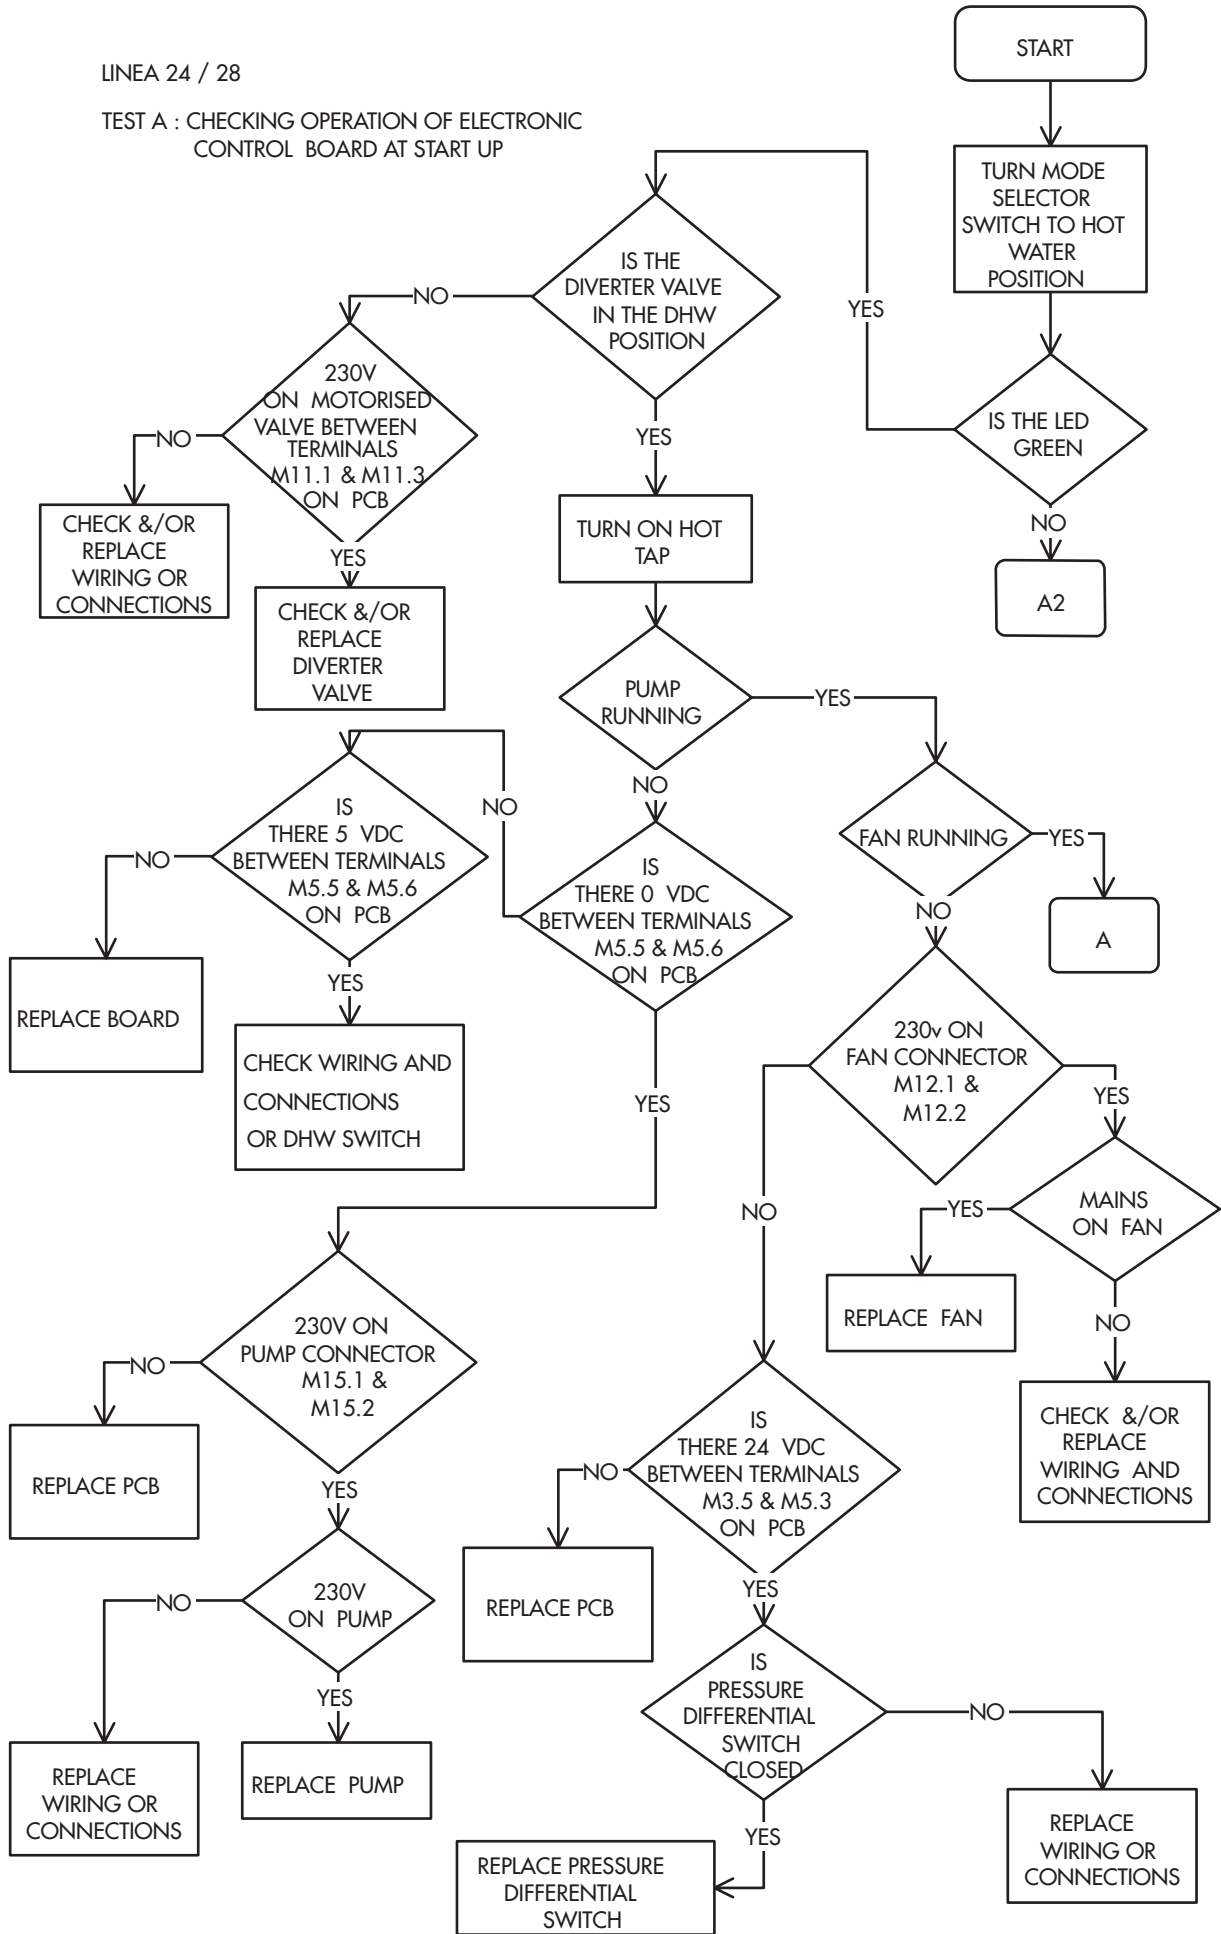 LINEA 24 / 28
TEST A : CHECKING OPERATION OF ELECTRONIC
CONTROL BOARD AT START UP
START
TURN MODE
SELECTOR
SWITCH TO HOT
WATER
POSITION
IS THE LED
GREEN
YES
NO
A2
IS THE
DIVERTER VALVE
IN THE DHW
POSITION
NO
230V
ON MOTORISED
VALVE BETWEEN
TERMINALS
M11.1 & M11.3
ON PCB
NO
CHECK &/OR
REPLACE
WIRING OR
CONNECTIONS
YES
CHECK &/OR
REPLACE
DIVERTER
VALVE
YES
TURN ON HOT
TAP
PUMP
RUNNING
YES
FAN RUNNING
YES
A
NO
230v ON
FAN CONNECTOR
M12.1 &
M12.2
YES
MAINS
ON FAN
YES
REPLACE FAN
NO
CHECK &/OR
REPLACE
WIRING AND
CONNECTIONS
NO
IS
THERE 24 VDC
BETWEEN TERMINALS
M3.5 & M5.3
ON PCB
NO
REPLACE PCB
YES
IS
PRESSURE
DIFFERENTIAL
SWITCH
CLOSED
NO
REPLACE
WIRING OR
CONNECTIONS
YES
REPLACE PRESSURE
DIFFERENTIAL
SWITCH
NO
IS
THERE 0 VDC
BETWEEN TERMINALS
M5.5 & M5.6
ON PCB
NO
IS
THERE 5 VDC
BETWEEN TERMINALS
M5.5 & M5.6
ON PCB
NO
REPLACE BOARD
YES
CHECK WIRING AND
CONNECTIONS
OR DHW SWITCH
YES
230V ON
PUMP CONNECTOR
M15.1 &
M15.2
NO
REPLACE PCB
YES
230V
ON PUMP
NO
REPLACE
WIRING OR
CONNECTIONS
YES
REPLACE PUMP